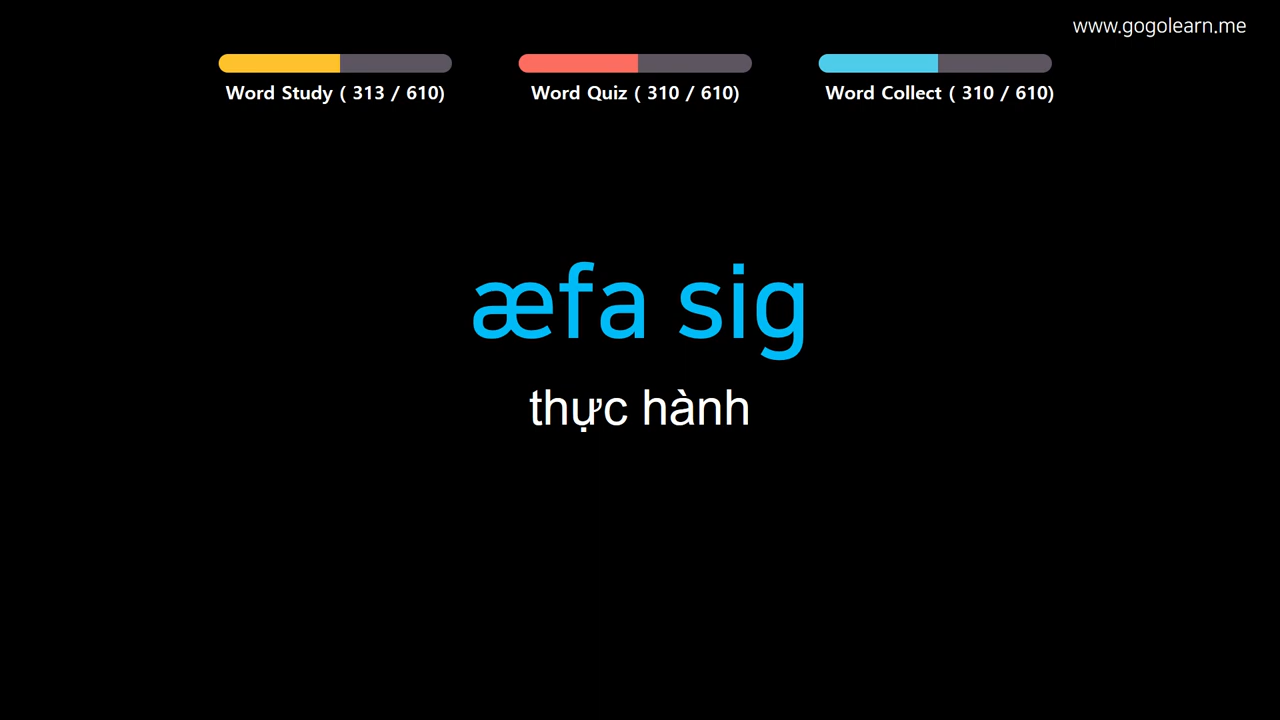 www.gogolearn.me
Word Study ( 313 / 610)
Word Quiz ( 310 / 610)
Word Collect ( 310 / 610)
æfa sig
thực hành